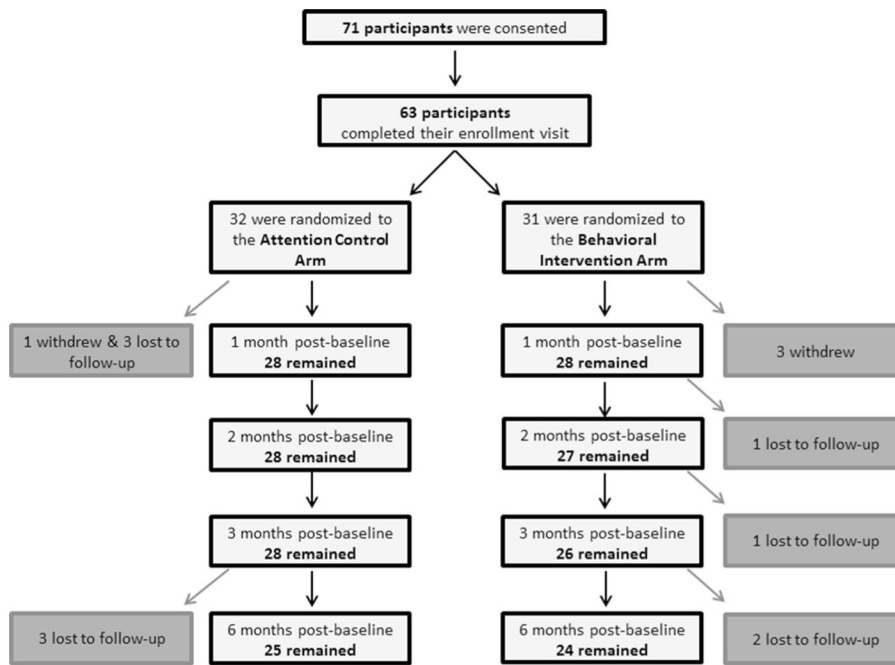 71 participants were consented
63 participants
completed their enrollment visit
32 were randomized to
the Attention Control
Arm
31 were randomized to
the Behavioral
Intervention Arm
1 withdrew & 3 lost to
follow-up
1 month post-baseline
28 remained
1 month post-baseline
28 remained
3 withdrew
2 months post-baseline
28 remained
2 months post-baseline
27 remained
1 lost to follow-up
3 months post-baseline
28 remained
3 months post-baseline
26 remained
1 lost to follow-up
3 lost to follow-up
6 months post-baseline
25 remained
6 months post-baseline
24 remained
2 lost to follow-up